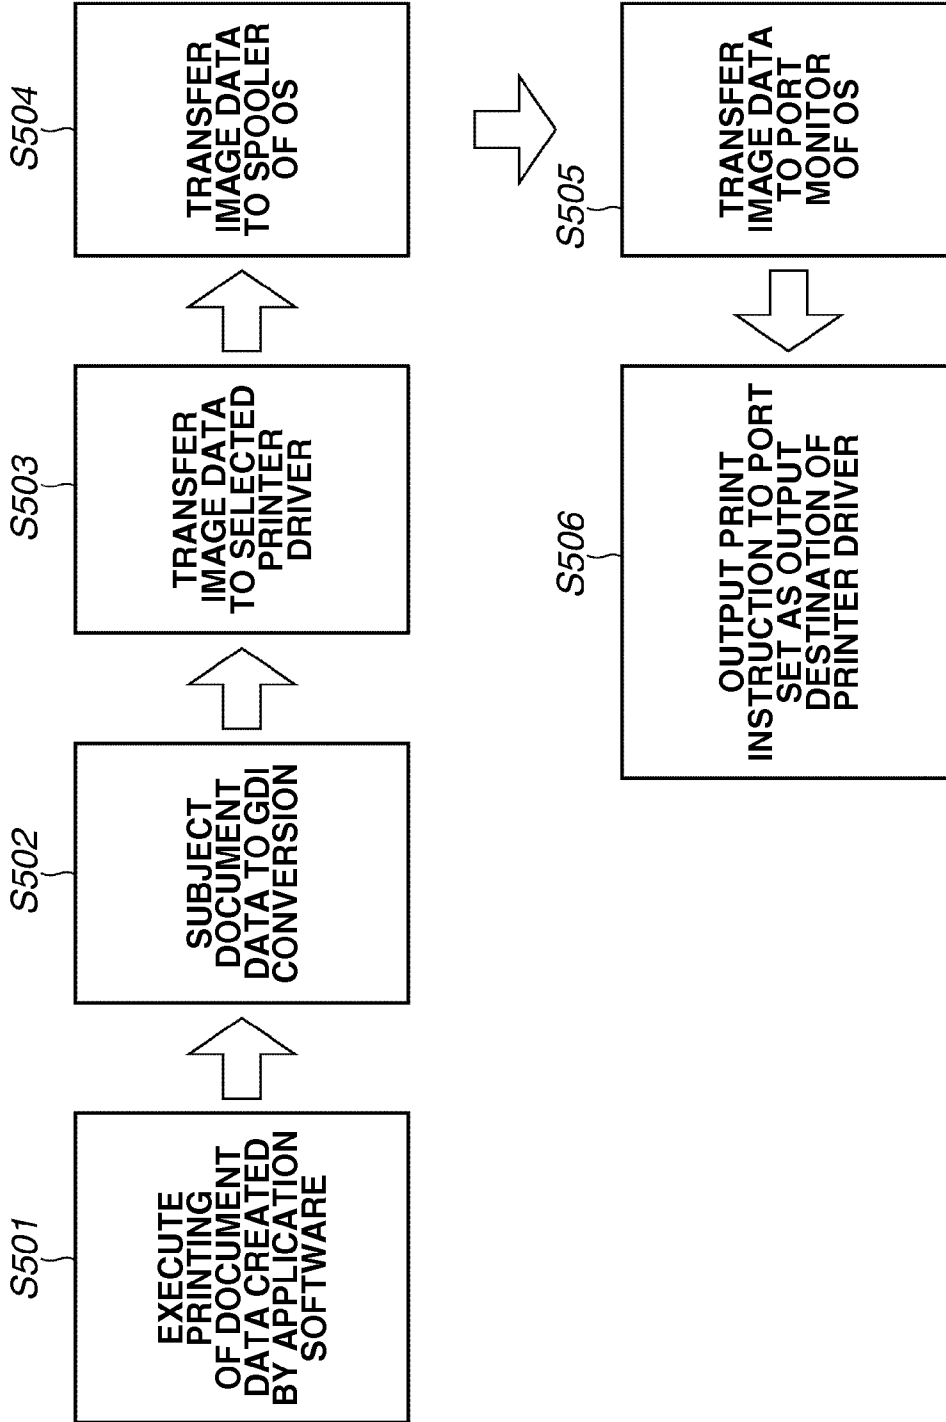 S501
EXECUTE
PRINTING
OF DOCUMENT
DATA CREATED
BY APPLICATION
SOFTWARE
S502
SUBJECT
DOCUMENT
DATA TO GDI
CONVERSION
S503
TRANSFER
IMAGE DATA
TO SELECTED
PRINTER
DRIVER
S504
TRANSFER
IMAGE DATA
TO SPOOLER
OF OS
S505
TRANSFER
IMAGE DATA
TO PORT
MONITOR
OF OS
S506
OUTPUT PRINT
INSTRUCTION TO PORT
SET AS OUTPUT
DESTINATION OF
PRINTER DRIVER